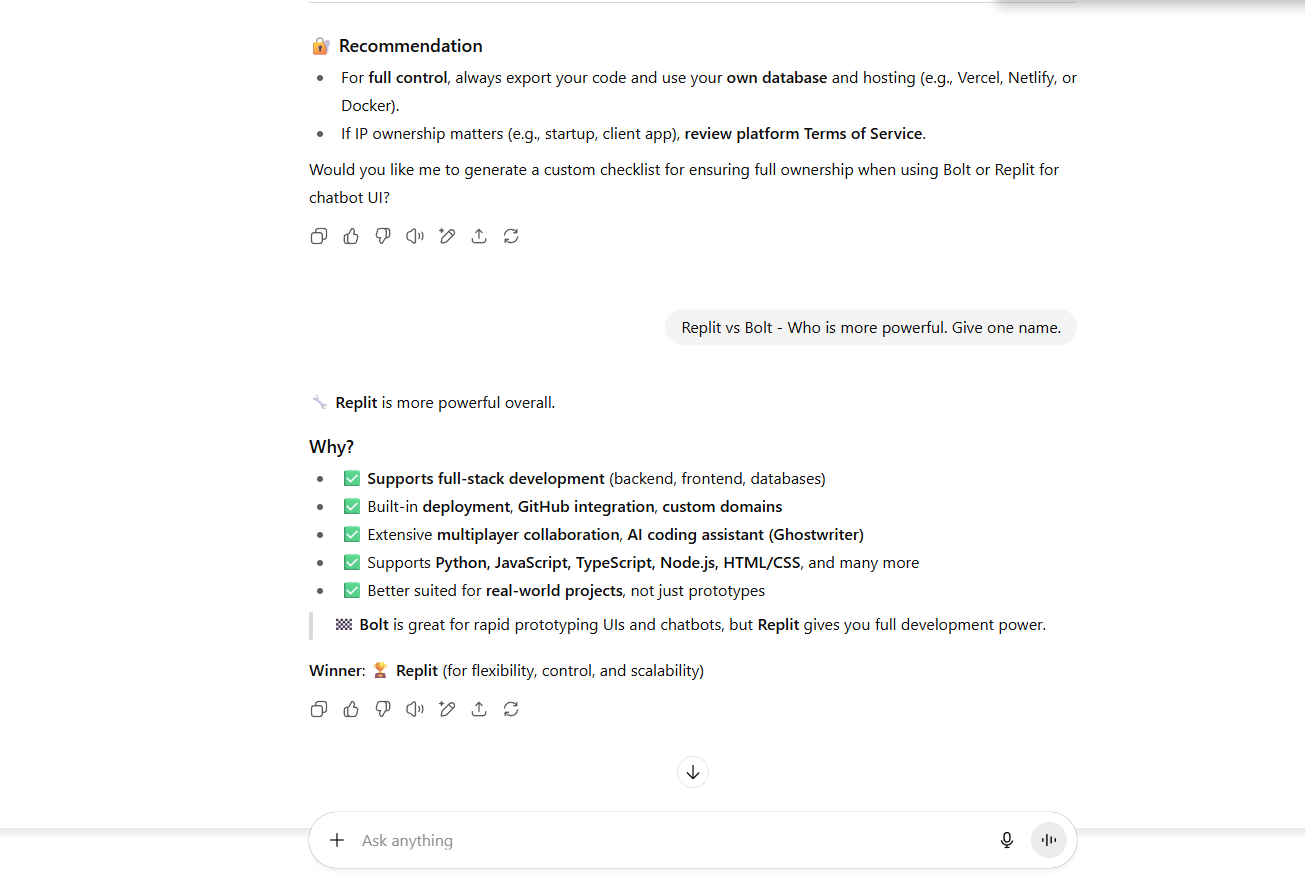 🔐 Recommendation
• For full control, always export your code and use your own database and hosting (e.g., Vercel, Netlify, or
Docker).
• If IP ownership matters (e.g., startup, client app), review platform Terms of Service.
Would you like me to generate a custom checklist for ensuring full ownership when using Bolt or Replit for
chatbot UI?
Replit vs Bolt - Who is more powerful. Give one name.
🔧 Replit is more powerful overall.
Why?
• ✅ Supports full-stack development (backend, frontend, databases)
• ✅ Built-in deployment, GitHub integration, custom domains
• ✅ Extensive multiplayer collaboration, AI coding assistant (Ghostwriter)
• ✅ Supports Python, JavaScript, TypeScript, Node.js, HTML/CSS, and many more
• ✅ Better suited for real-world projects, not just prototypes
🏁 Bolt is great for rapid prototyping UIs and chatbots, but Replit gives you full development power.
Winner: 🏆 Replit (for flexibility, control, and scalability)
Ask anything